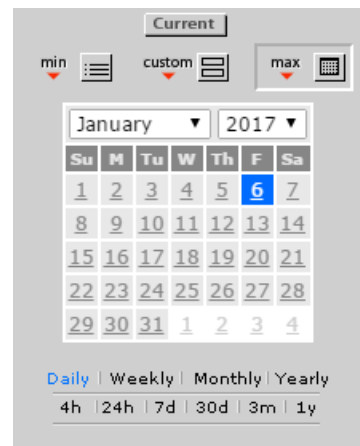 Current
min custom max
January 2017
Su M Tu W Th F Sa
1 2 3 4 5 6 7
8 9 10 11 12 13 14
15 16 17 18 19 20 21
22 23 24 25 26 27 28
29 30 31 1 2 3 4
Daily | Weekly | Monthly | Yearly
4h | 24h | 7d | 30d | 3m | 1y